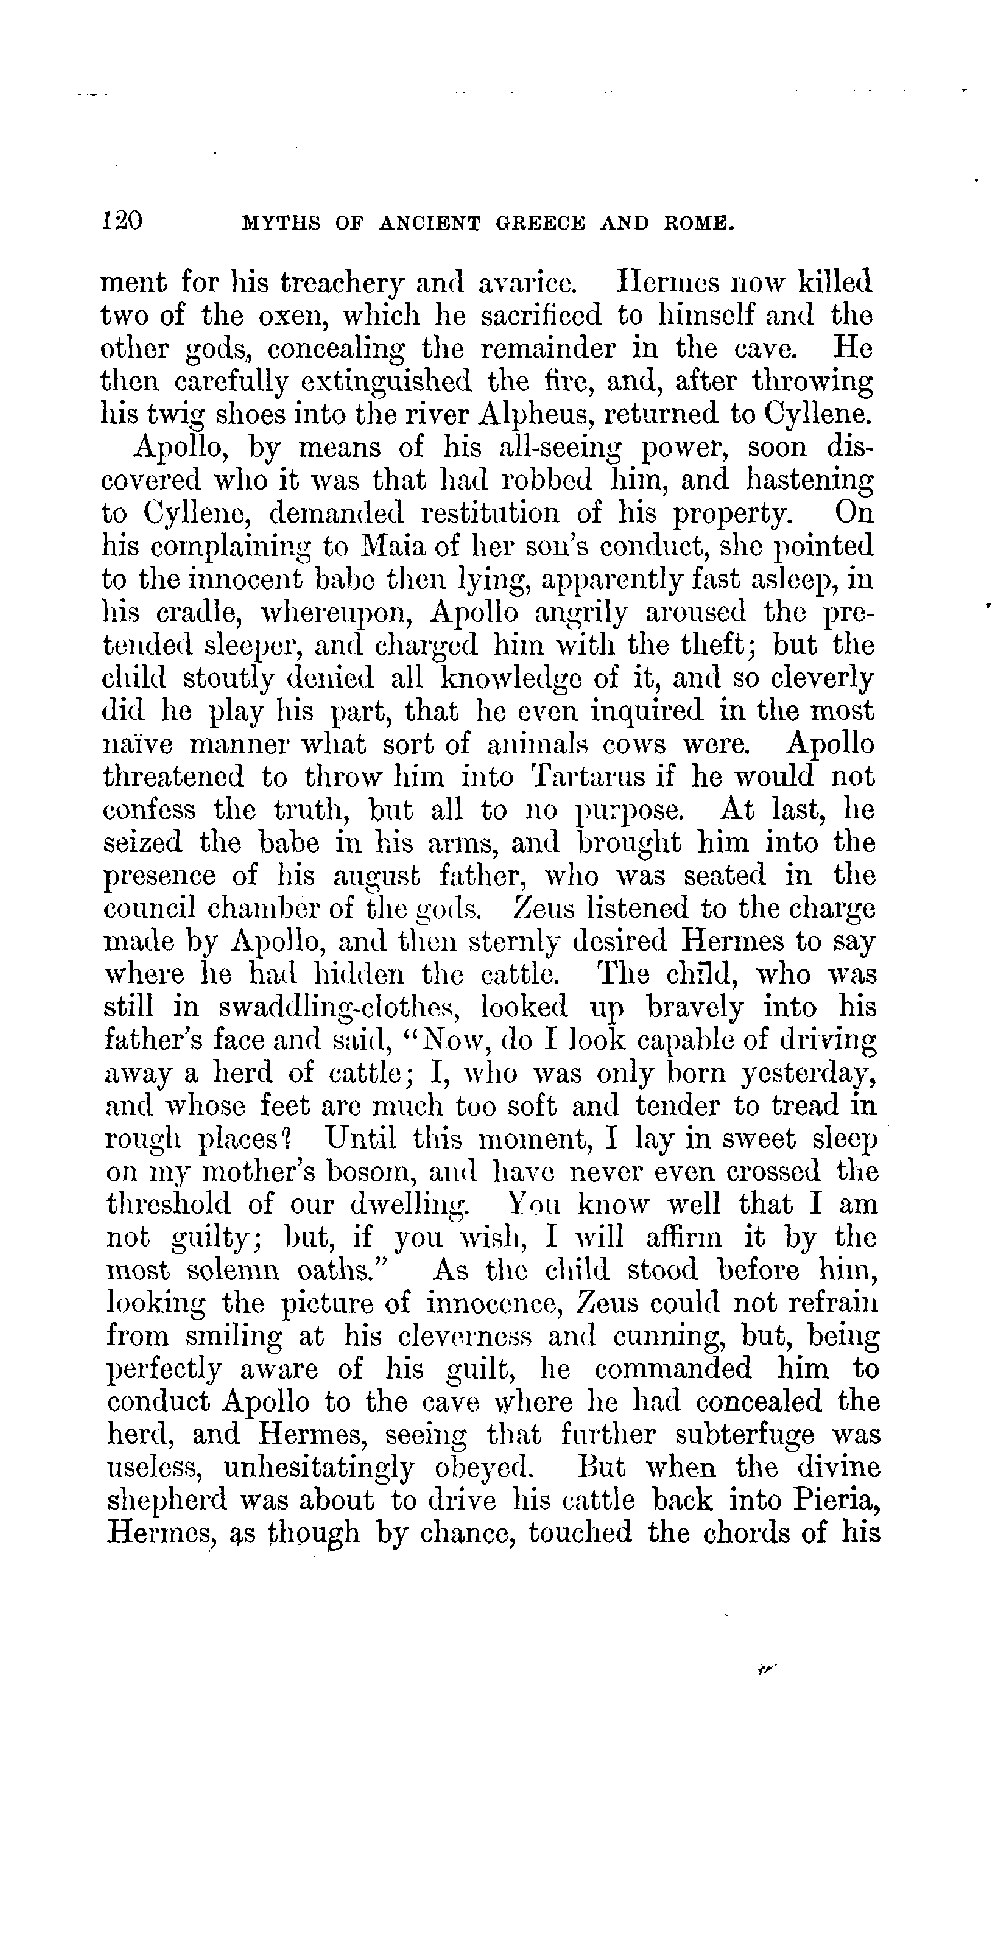 120 MYTHS OF ANCIENT GREECE AND ROME.
ment for his treachery and avarice. Hermes now killed
two of the oxen, which he sacrificed to himself and the
other gods, concealing the remainder in the cave. He
then carefully extinguished the fire, and, after throwing
his twig shoes into the river Alpheus, returned to Cyllene.
Apollo, by means of his all-seeing power, soon dis-
covered who it was that had robbed him, and hastening
to Cyllene, demanded restitution of his property. On
his complaining to Maia of her son's conduct, she pointed
to the innocent babe then lying, apparently fast asleep, in
his cradle, whereupon, Apollo angrily aroused the pre-
tended sleeper, and charged him with the theft; but the
child stoutly denied all knowledge of it, and so cleverly
did he play his part, that he even inquired in the most
naïve manner what sort of animals cows were. Apollo
threatened to throw him into Tartarus if he would not
confess the truth, but all to no purpose. At last, he
seized the babe in his arms, and brought him into the
presence of his august father, who was seated in the
council chamber of the gods. Zeus listened to the charge
made by Apollo, and then sternly desired Hermes to say
where he had hidden the cattle. The child, who was
still in swaddling-clothes, looked up bravely into his
father's face and said, "Now, do I look capable of driving
away a herd of cattle; I, who was only born yesterday,
and whose feet are much too soft and tender to tread in
rough places? Until this moment, I lay in sweet sleep
on my mother's bosom, and have never even crossed the
threshold of our dwelling. You know well that I am
not guilty; but, if you wish, I will affirm it by the
most solemn oaths." As the child stood before him,
looking the picture of innocence, Zeus could not refrain
from smiling at his cleverness and cunning, but, being
perfectly aware of his guilt, he commanded him to
conduct Apollo to the cave where he had concealed the
herd, and Hermes, seeing that further subterfuge was
useless, unhesitatingly obeyed. But when the divine
shepherd was about to drive his cattle back into Pieria,
Hermes, as though by chance, touched the chords of his